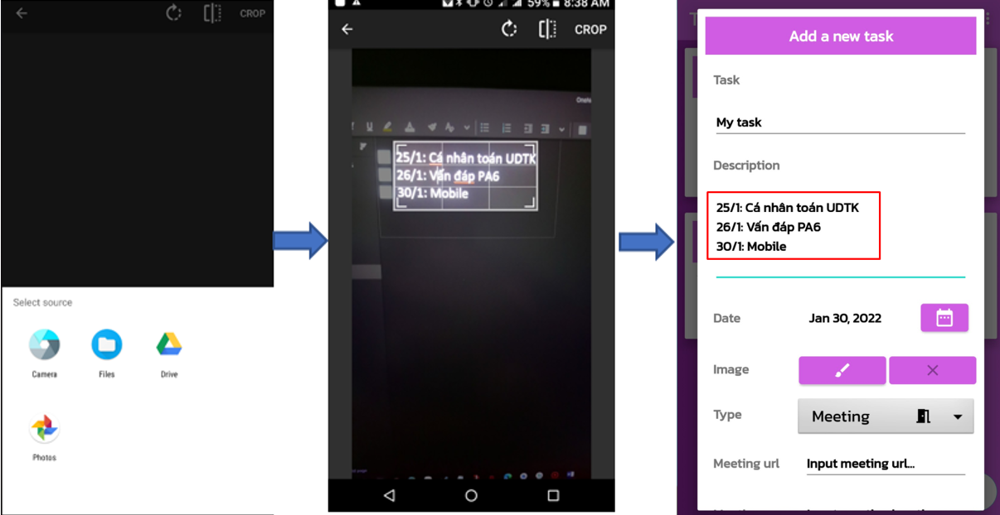 CROP
Select source
Camera
Files
Drive
Photos
59% 8:38 AM
CROP
25/1: Cá nhân toán UDTK
26/1: Vấn đáp PA6
30/1: Mobile
Add a new task
Task
My task
Description
25/1: Cá nhân toán UDTK
26/1: Vấn đáp PA6
30/1: Mobile
Date Jan 30, 2022
Image
Type Meeting
Meeting url Input meeting url...